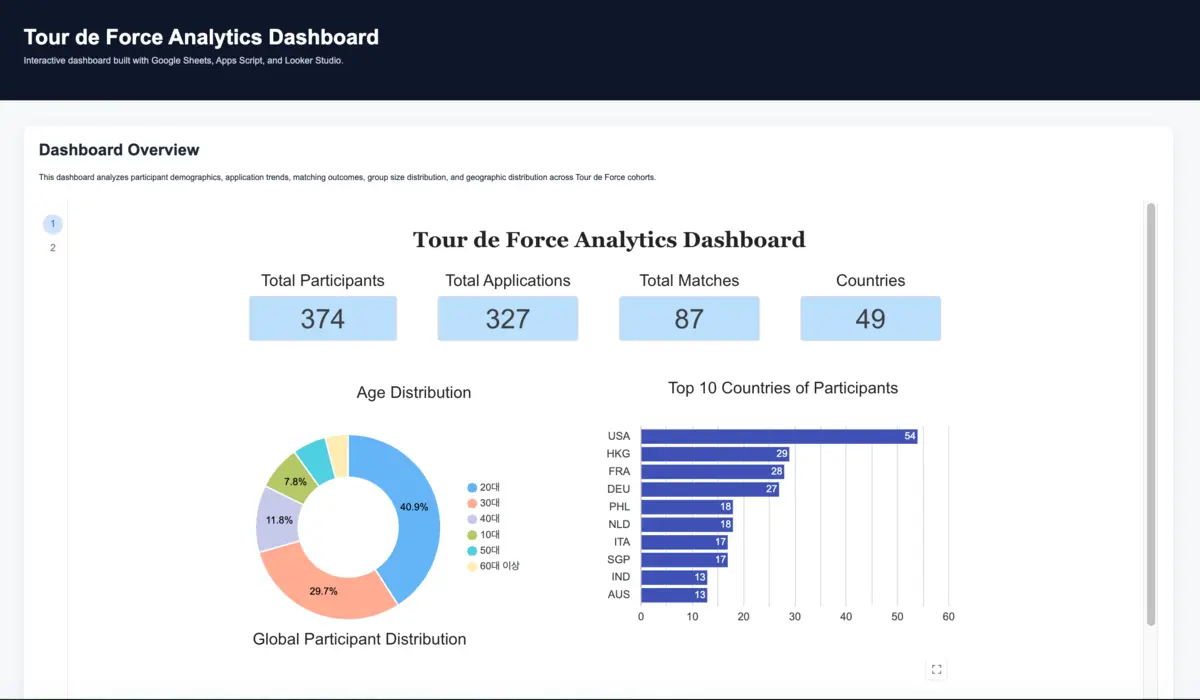 Tour de Force Analytics Dashboard
Interactive dashboard built with Google Sheets, Apps Script, and Looker Studio.
Dashboard Overview
This dashboard analyzes participant demographics, application trends, matching outcomes, group size distribution, and geographic distribution across Tour de Force cohorts.
1
2
Tour de Force Analytics Dashboard
Total Participants
374
Total Applications
327
Total Matches
87
Countries
49
Age Distribution
40.9%
29.7%
11.8%
7.8%
20대
30대
40대
10대
50대
60대 이상
Top 10 Countries of Participants
USA 54
HKG 29
FRA 28
DEU 27
PHL 18
NLD 18
ITA 17
SGP 17
IND 13
AUS 13
0 10 20 30 40 50 60
Global Participant Distribution